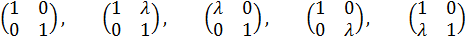 (1 0), (1 λ), (λ 0), (1 0), (1 0)
(0 1), (0 1), (0 1), (0 λ), (λ 1)